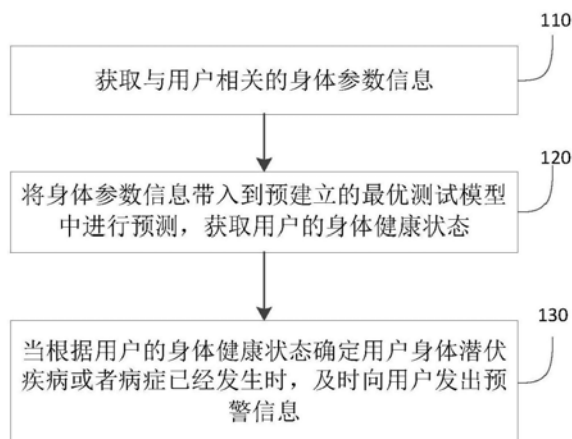 110
获取与用户相关的身体参数信息
120
将身体参数信息带入到预建立的最优测试模型
中进行预测，获取用户的身体健康状态
130
当根据用户的身体健康状态确定用户身体潜伏
疾病或者病症已经发生时，及时向用户发出预
警信息